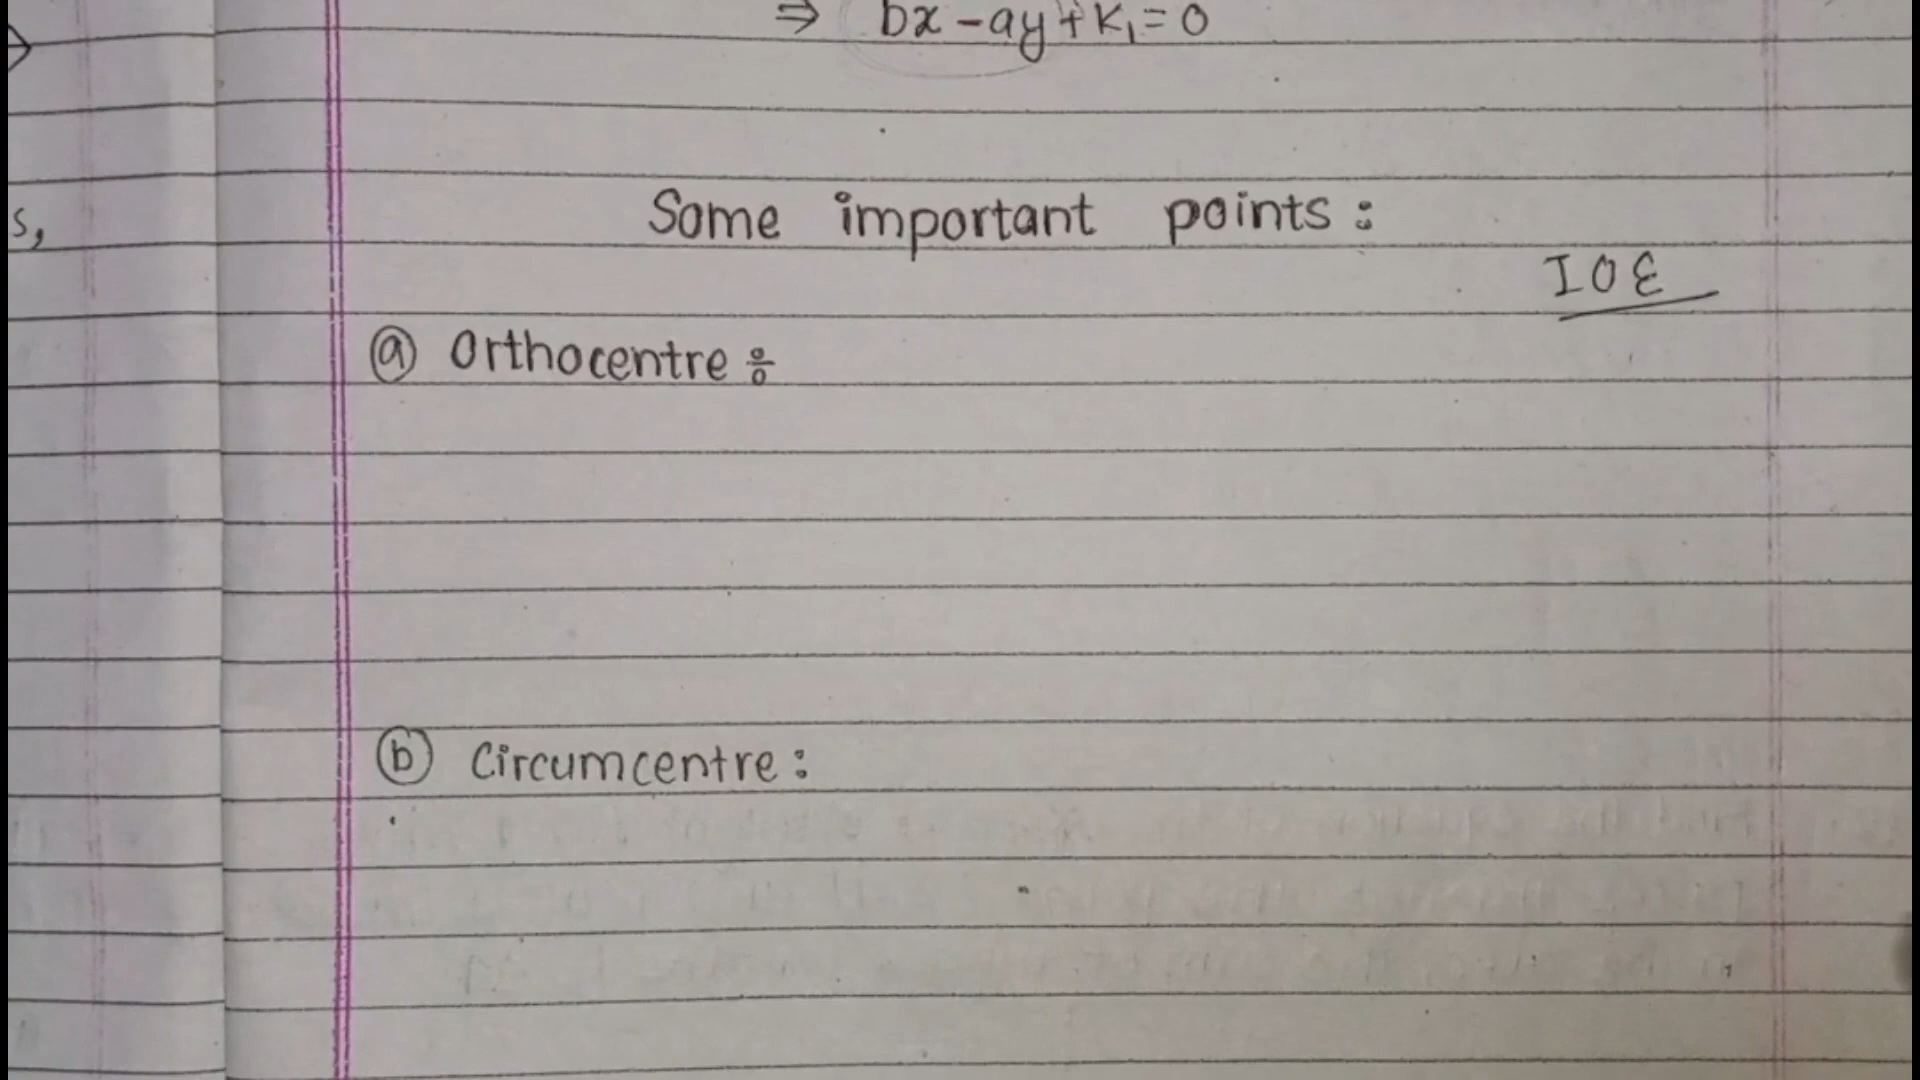 ⇒ bx-ay+K₁=0
s,
Some important points:
IOE
ⓐ Orthocentre:
ⓑ Circumcentre: